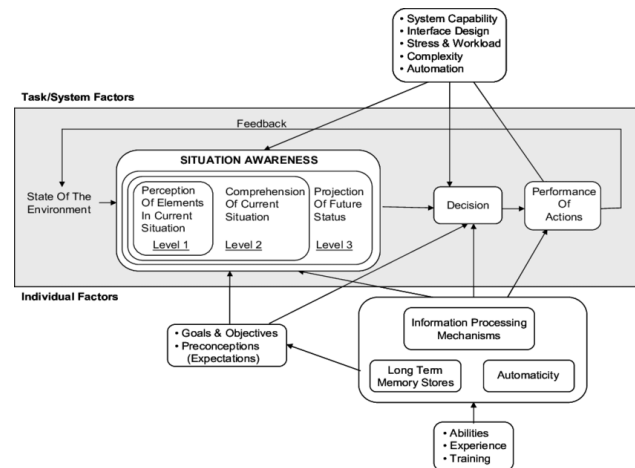 • System Capability
• Interface Design
• Stress & Workload
• Complexity
• Automation
Task/System Factors
Feedback
SITUATION AWARENESS
State Of The
Environment
Perception
Of Elements
In Current
Situation
Level 1
Comprehension
Of Current
Situation
Level 2
Projection
Of Future
Status
Level 3
Decision
Performance
Of
Actions
Individual Factors
• Goals & Objectives
• Preconceptions
(Expectations)
Information Processing
Mechanisms
Long Term
Memory Stores
Automaticity
• Abilities
• Experience
• Training